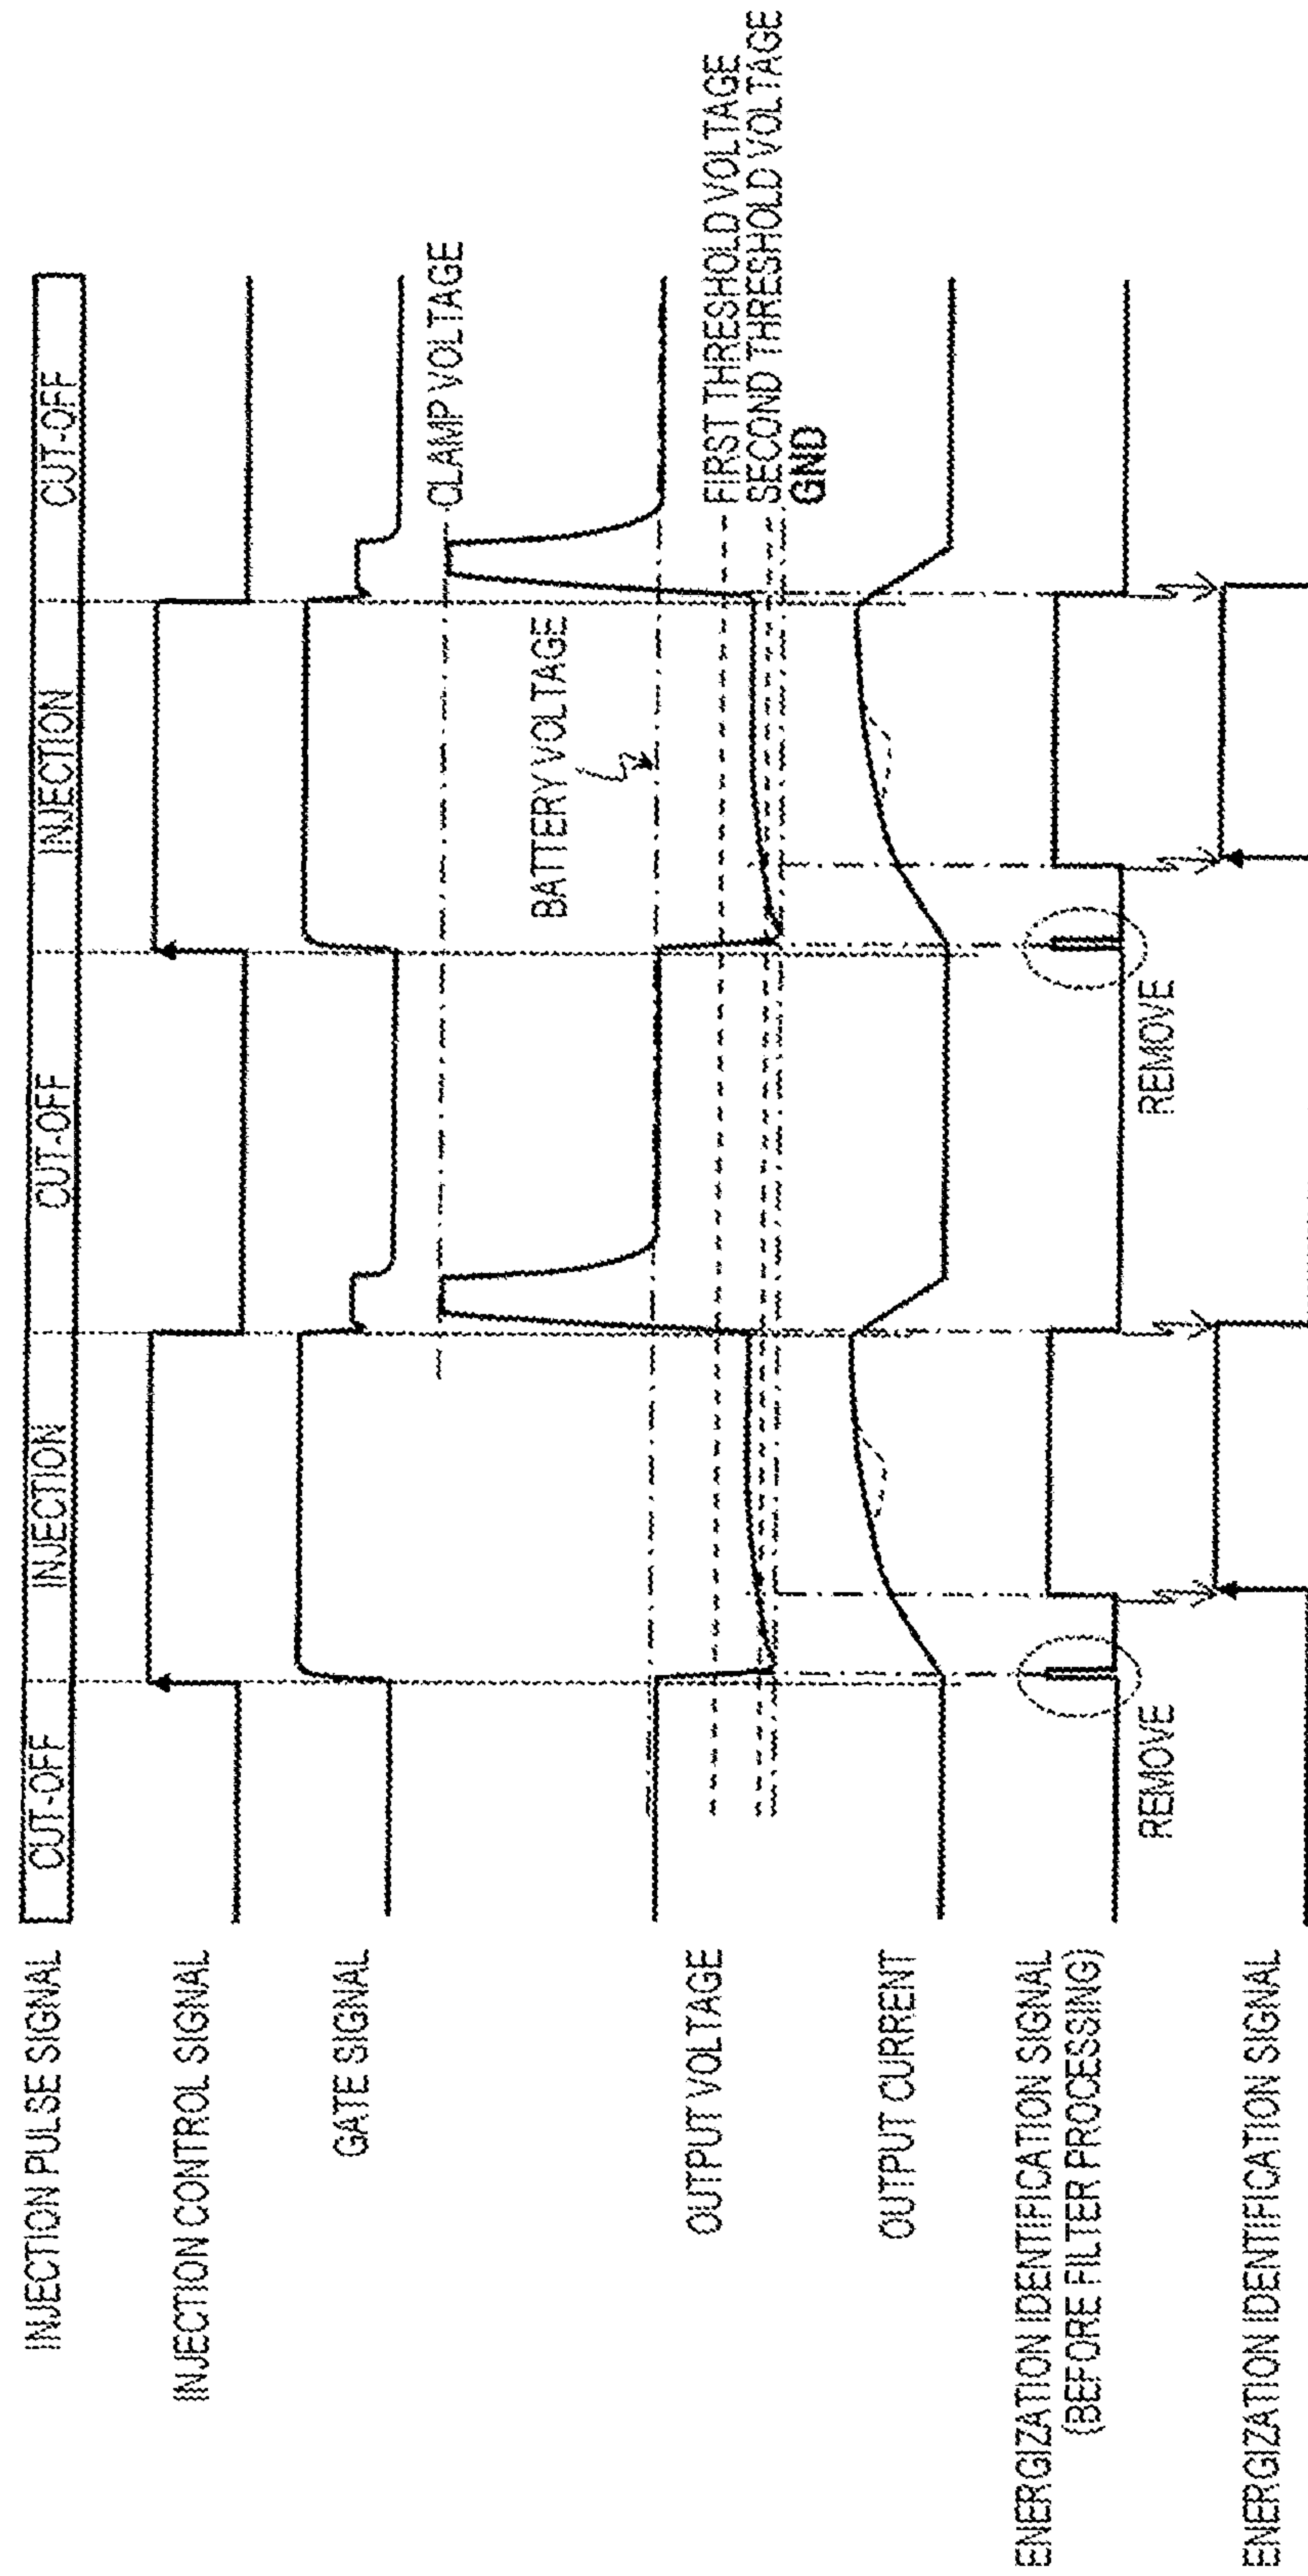 INJECTION PULSE SIGNAL
CUT-OFF
INJECTION
CUT-OFF
INJECTION
CUT-OFF
INJECTION CONTROL SIGNAL
GATE SIGNAL
CLAMP VOLTAGE
BATTERY VOLTAGE
OUTPUT VOLTAGE
FIRST THRESHOLD VOLTAGE
SECOND THRESHOLD VOLTAGE
GND
OUTPUT CURRENT
ENERGIZATION IDENTIFICATION SIGNAL
(BEFORE FILTER PROCESSING)
REMOVE
REMOVE
ENERGIZATION IDENTIFICATION SIGNAL